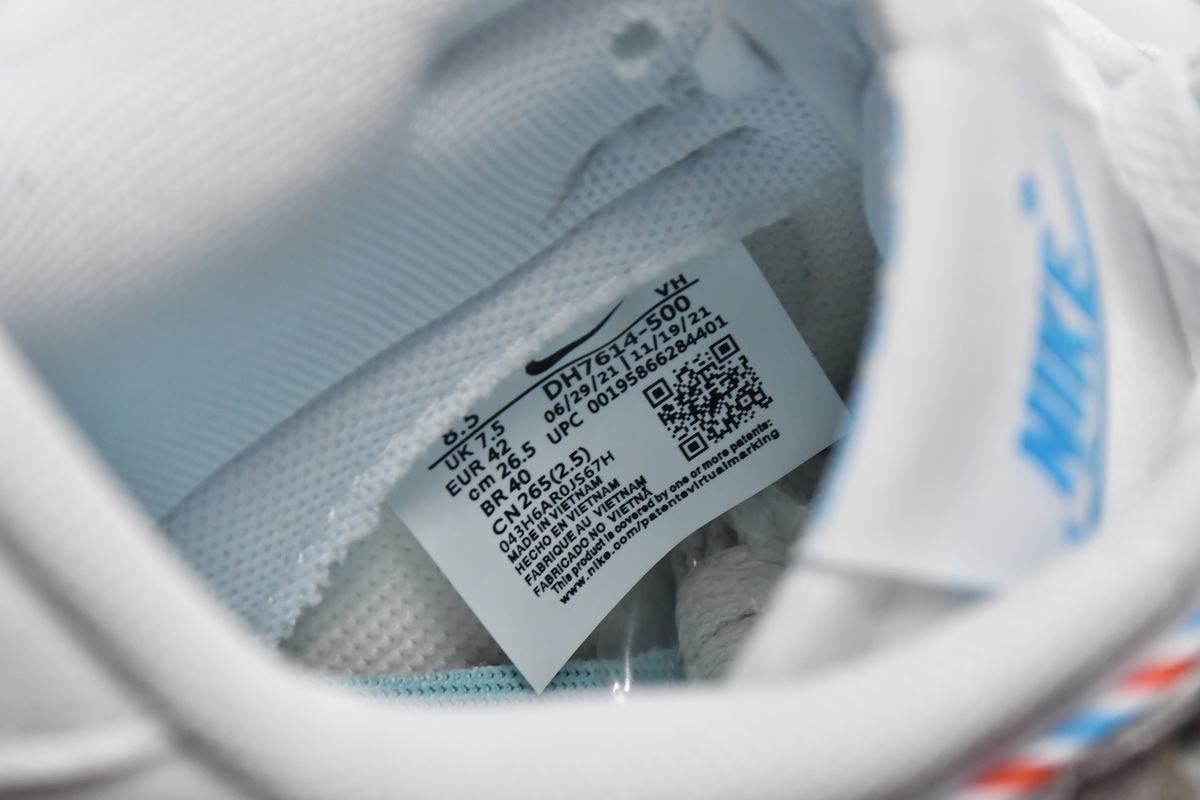 8.5 VH
UK 7.5 DH7614-500
EUR 42 06/29/21 | 11/19/21
cm 26.5 UPC 00195866284401
BR 40
CN 265(2.5)
043H6AR0JS67H
MADE IN VIETNAM
HECHO EN VIETNAM
FABRIQUE AU VIETNAM
FABRICADO NO VIETNÃ
This product is covered by one or more patents:
www.nike.com/patentsvirtualmarking
NIKE